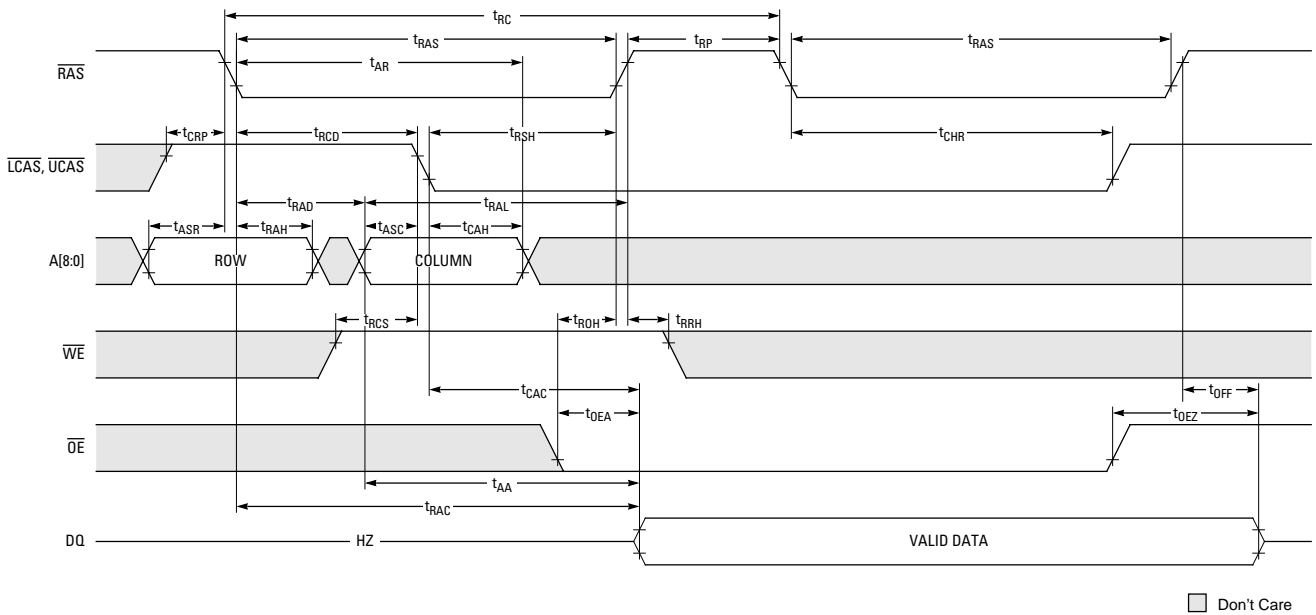 tRC
tRAS tRP tRAS
RAS
tAR
tCRP tRCD tRSH tCHR
LCAS, UCAS
tRAD tRAL
tASR tRAH tASC tCAH
A[8:0] ROW COLUMN
tRCS tROH tRRH
WE
tCAC tOFF
tOEA tOEZ
OE
tAA
tRAC
DQ HZ VALID DATA
Don't Care